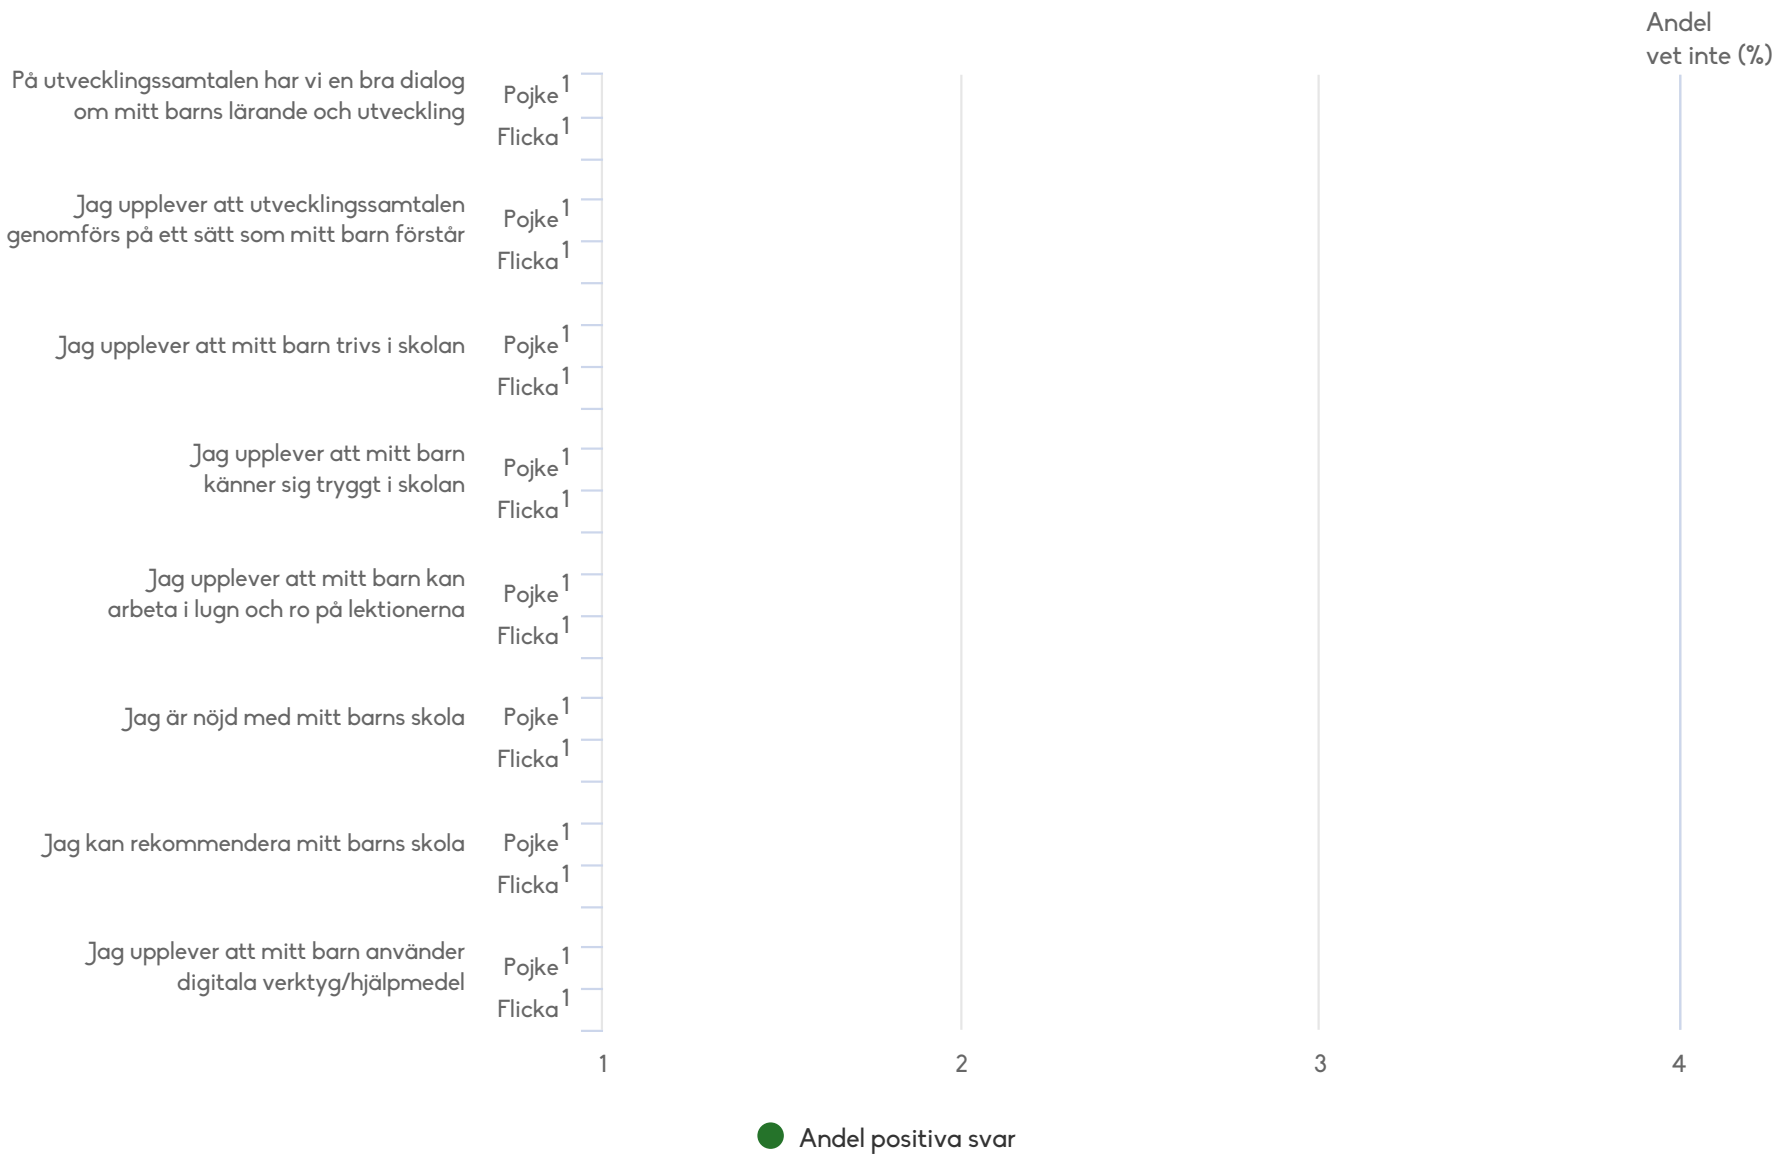 Andel
vet inte (%)
På utvecklingssamtalen har vi en bra dialog
om mitt barns lärande och utveckling
Pojke1
Flicka1
Jag upplever att utvecklingssamtalen
genomförs på ett sätt som mitt barn förstår
Pojke1
Flicka1
Jag upplever att mitt barn trivs i skolan
Pojke1
Flicka1
Jag upplever att mitt barn
känner sig tryggt i skolan
Pojke1
Flicka1
Jag upplever att mitt barn kan
arbeta i lugn och ro på lektionerna
Pojke1
Flicka1
Jag är nöjd med mitt barns skola
Pojke1
Flicka1
Jag kan rekommendera mitt barns skola
Pojke1
Flicka1
Jag upplever att mitt barn använder
digitala verktyg/hjälpmedel
Pojke1
Flicka1
1 2 3 4
Andel positiva svar